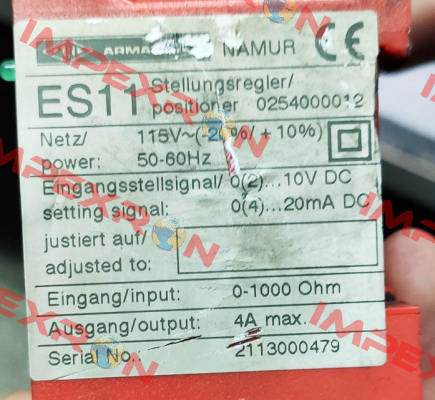 NAMUR CE
ES11 Stellungsregler/
positioner 0254000012
Netz/ 115V~(-20%/+10%)
power: 50-60Hz
Eingangsstellsignal/ 0(2)...10V DC
setting signal: 0(4)...20mA DC
justiert auf/
adjusted to:
Eingang/input: 0-1000 Ohm
Ausgang/output: 4A max.
Serial No.: 2113000479
IMPEXRON